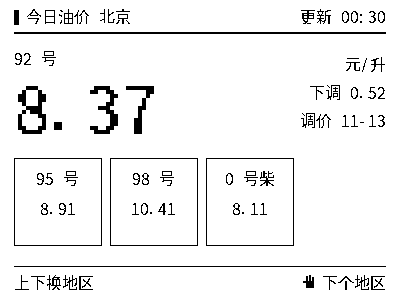 今日油价 北京 更新 00:30
92 号 元/升
8.37
下调 0.52
调价 11-13
95 号 98 号 0 号柴
8.91 10.41 8.11
上下换地区 下个地区